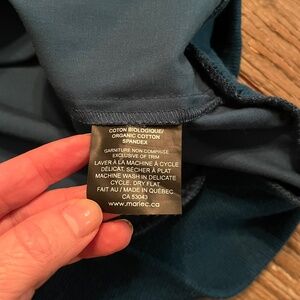 COTON BIOLOGIQUE/
ORGANIC COTTON
SPANDEX
GARNITURE NON COMPRISE
EXCLUSIVE OF TRIM
LAVER À LA MACHINE À CYCLE
DÉLICAT, SÉCHER À PLAT
MACHINE WASH IN DELICATE
CYCLE, DRY FLAT
FAIT AU / MADE IN QUÉBEC
CA 53043
www.marlec.ca